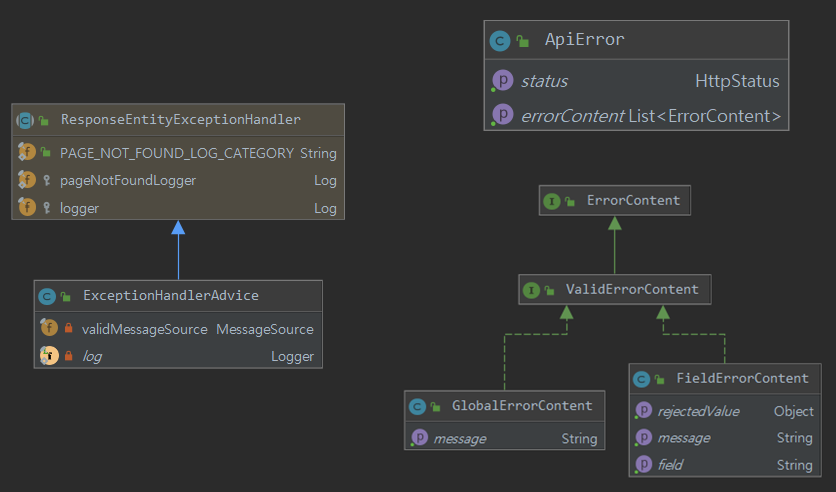 ApiError
status HttpStatus
errorContent List<ErrorContent>
ResponseEntityExceptionHandler
PAGE_NOT_FOUND_LOG_CATEGORY String
pageNotFoundLogger Log
logger Log
ErrorContent
ValidErrorContent
ExceptionHandlerAdvice
validMessageSource MessageSource
log Logger
GlobalErrorContent
message String
FieldErrorContent
rejectedValue Object
message String
field String